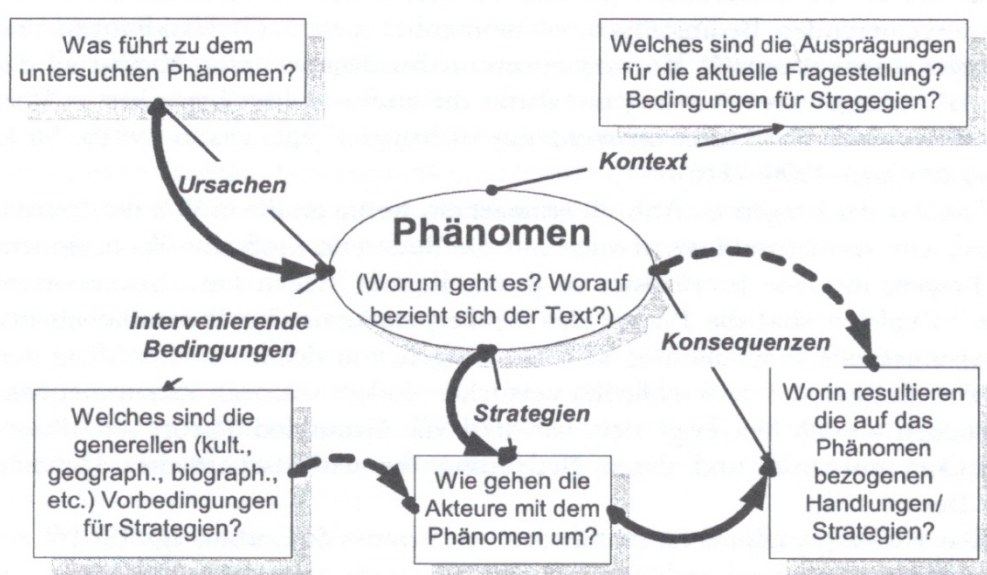 Was führt zu dem
untersuchten Phänomen?
Welches sind die Ausprägungen
für die aktuelle Fragestellung?
Bedingungen für Stragegien?
Ursachen
Kontext
Phänomen
(Worum geht es? Worauf
bezieht sich der Text?)
Intervenierende
Bedingungen
Konsequenzen
Strategien
Welches sind die
generellen (kult.,
geograph., biograph.,
etc.) Vorbedingungen
für Strategien?
Wie gehen die
Akteure mit dem
Phänomen um?
Worin resultieren
die auf das
Phänomen
bezogenen
Handlungen/
Strategien?